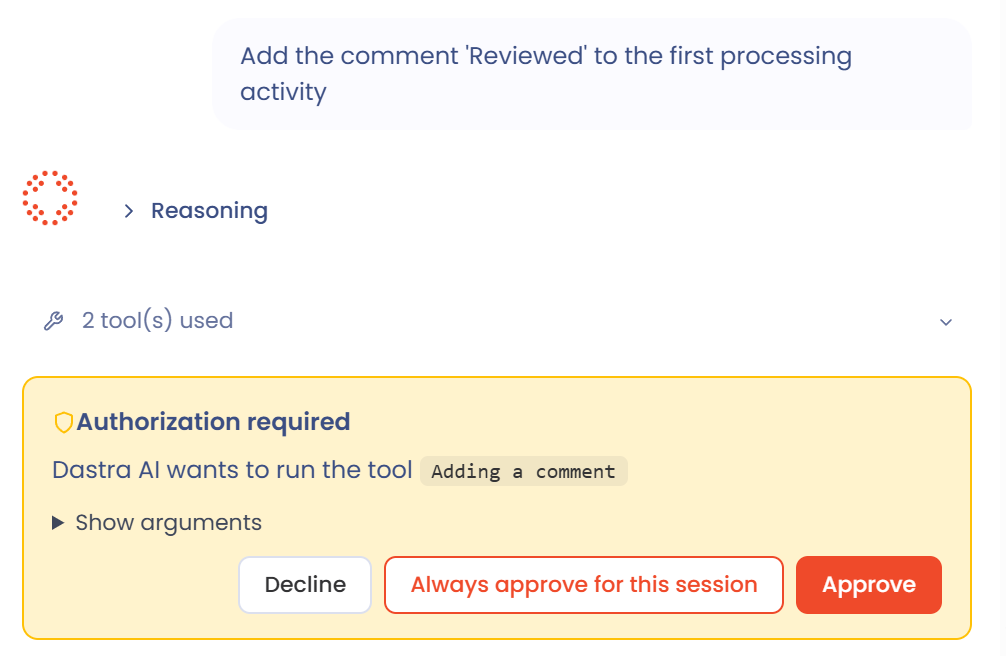 Add the comment 'Reviewed' to the first processing
activity
Reasoning
2 tool(s) used
Authorization required
Dastra AI wants to run the tool Adding a comment
Show arguments
Decline
Always approve for this session
Approve